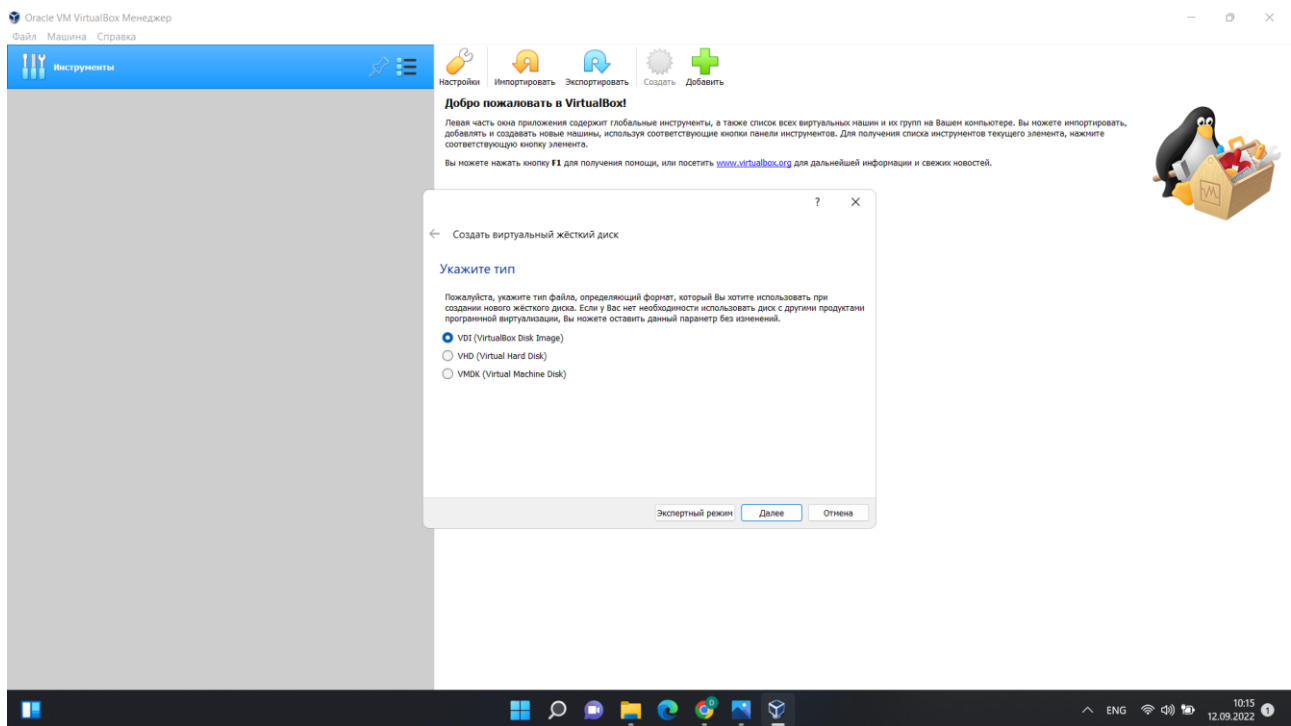 Oracle VM VirtualBox Менеджер
Файл Машина Справка
Инструменты
Настройки Импортировать Экспортировать Создать Добавить
Добро пожаловать в VirtualBox!
Левая часть окна приложения содержит глобальные инструменты, а также список всех виртуальных машин и их групп на Вашем компьютере. Вы можете импортировать,
добавлять и создавать новые машины, используя соответствующие кнопки панели инструментов. Для получения списка инструментов текущего элемента, нажмите
соответствующую кнопку элемента.
Вы можете нажать кнопку F1 для получения помощи, или посетить www.virtualbox.org для дальнейшей информации и свежих новостей.
?
Создать виртуальный жёсткий диск
Укажите тип
Пожалуйста, укажите тип файла, определяющий формат, который Вы хотите использовать при
создании нового жёсткого диска. Если у Вас нет необходимости использовать диск с другими продуктами
программной виртуализации, Вы можете оставить данный параметр без изменений.
VDI (VirtualBox Disk Image)
VHD (Virtual Hard Disk)
VMDK (Virtual Machine Disk)
Экспертный режим Далее Отмена
ENG
10:15
12.09.2022
1